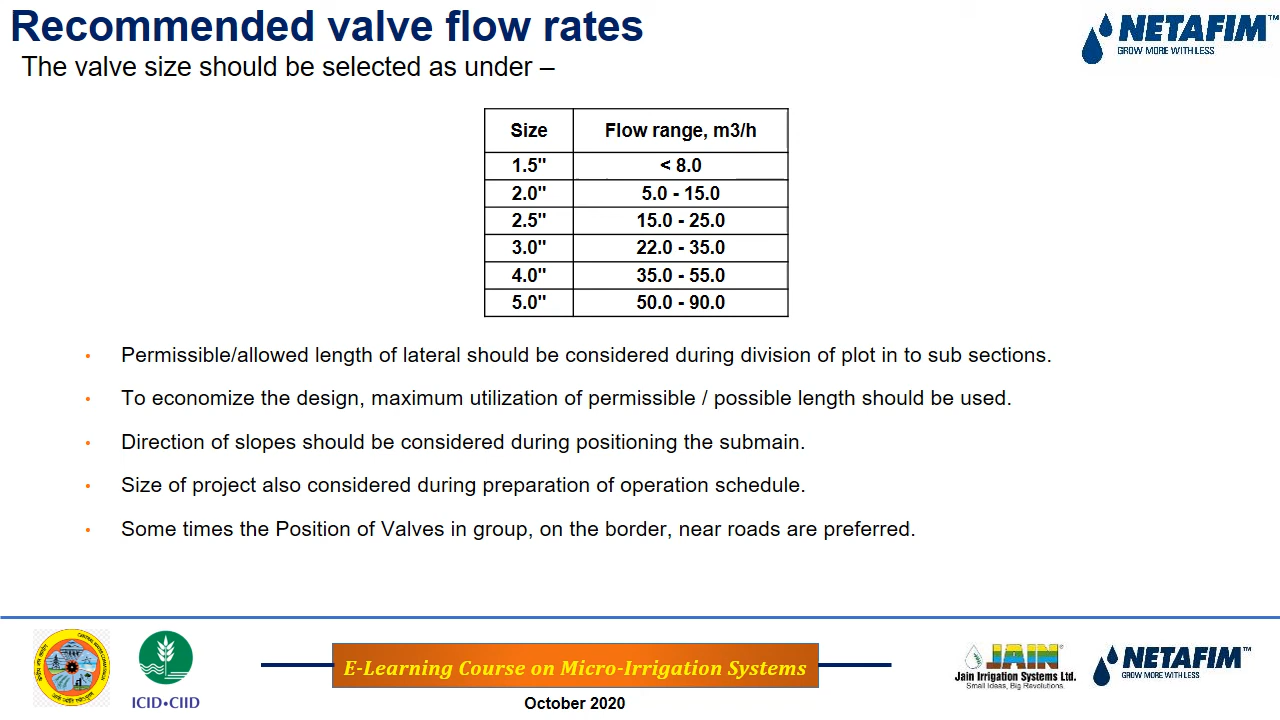 Recommended valve flow rates
NETAFIM™
GROW MORE WITH LESS
The valve size should be selected as under –
Size Flow range, m3/h
1.5" < 8.0
2.0" 5.0 - 15.0
2.5" 15.0 - 25.0
3.0" 22.0 - 35.0
4.0" 35.0 - 55.0
5.0" 50.0 - 90.0
• Permissible/allowed length of lateral should be considered during division of plot in to sub sections.
• To economize the design, maximum utilization of permissible / possible length should be used.
• Direction of slopes should be considered during positioning the submain.
• Size of project also considered during preparation of operation schedule.
• Some times the Position of Valves in group, on the border, near roads are preferred.
ICID•CIID
E-Learning Course on Micro-Irrigation Systems
October 2020
JAIN®
Jain Irrigation Systems Ltd.
Small Ideas, Big Revolutions.
NETAFIM™
GROW MORE WITH LESS